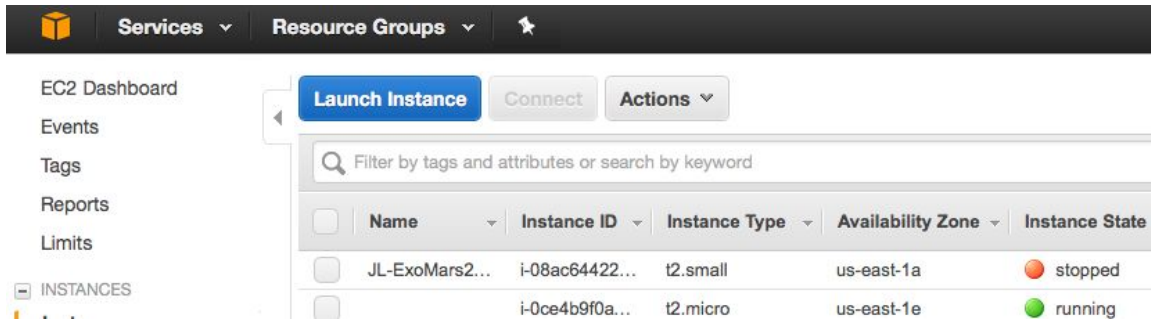 Services Resource Groups
EC2 Dashboard
Events
Tags
Reports
Limits
INSTANCES
Launch Instance Connect Actions
Filter by tags and attributes or search by keyword
Name Instance ID Instance Type Availability Zone Instance State
JL-ExoMars2... i-08ac64422... t2.small us-east-1a stopped
i-0ce4b9f0a... t2.micro us-east-1e running